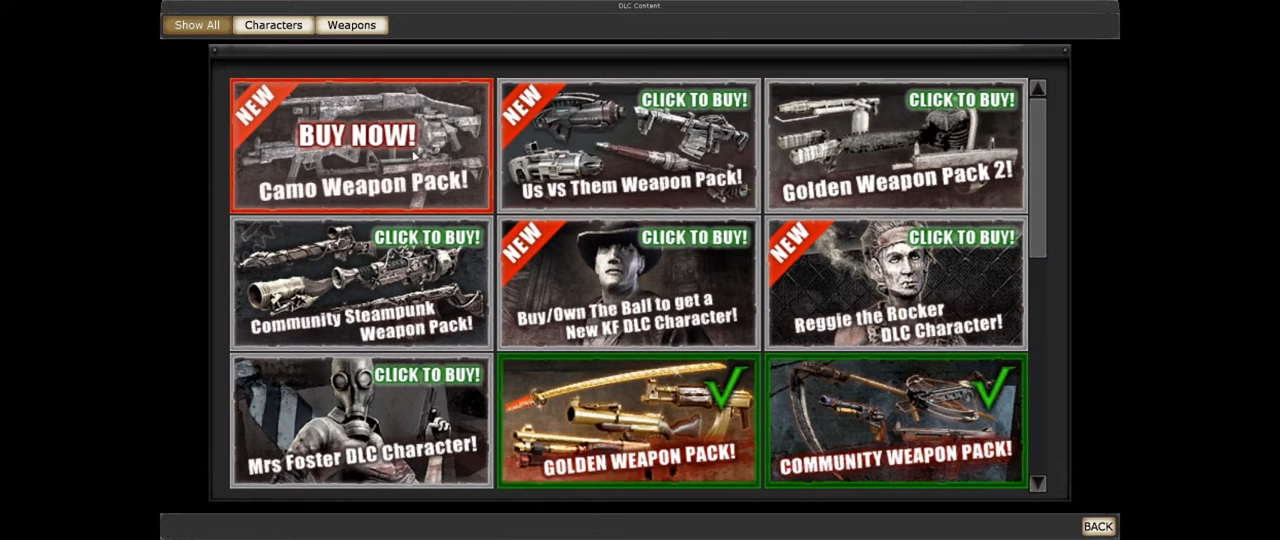 DLC Content
Show All
Characters
Weapons
NEW
BUY NOW!
Camo Weapon Pack!
NEW
CLICK TO BUY!
Us vs Them Weapon Pack!
CLICK TO BUY!
Golden Weapon Pack 2!
CLICK TO BUY!
Community Steampunk
Weapon Pack!
NEW
CLICK TO BUY!
Buy/Own The Ball to get a
New KF DLC Character!
NEW
CLICK TO BUY!
Reggie the Rocker
DLC Character!
CLICK TO BUY!
Mrs Foster DLC Character!
GOLDEN WEAPON PACK!
COMMUNITY WEAPON PACK!
BACK